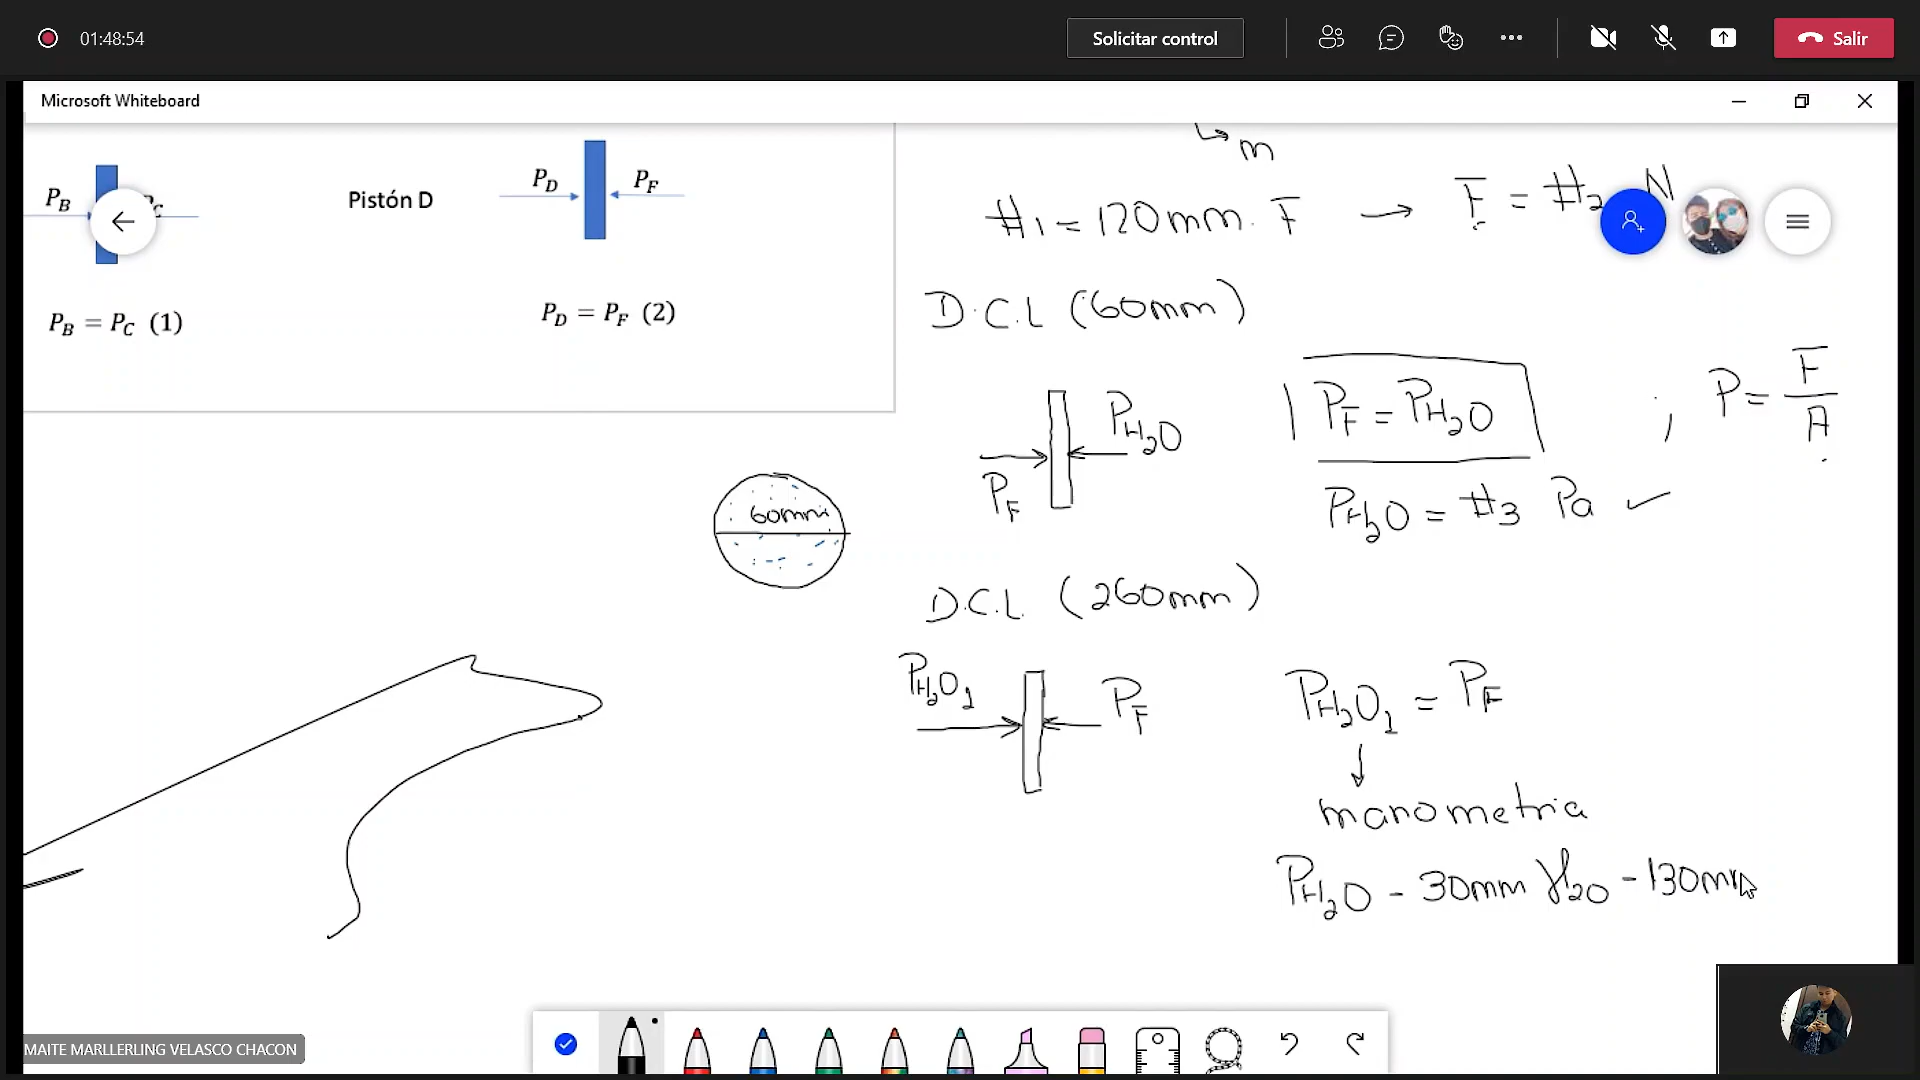 01:48:54
Solicitar control
Salir
Microsoft Whiteboard
P_B
Pistón D
P_D
P_F
P_B = P_C (1)
P_D = P_F (2)
m
#1 = 120mm. F → F = #2 N
D.C.L (60mm)
P_F
P_H2O
P_F = P_H2O ; P = F/A
P_H2O = #3 Pa ✓
60mm
D.C.L. (260mm)
P_H2O1
P_F
P_H2O1 = P_F
manometria
P_H2O - 30mm γH2O - 130mm
MAITE MARLLERLING VELASCO CHACON